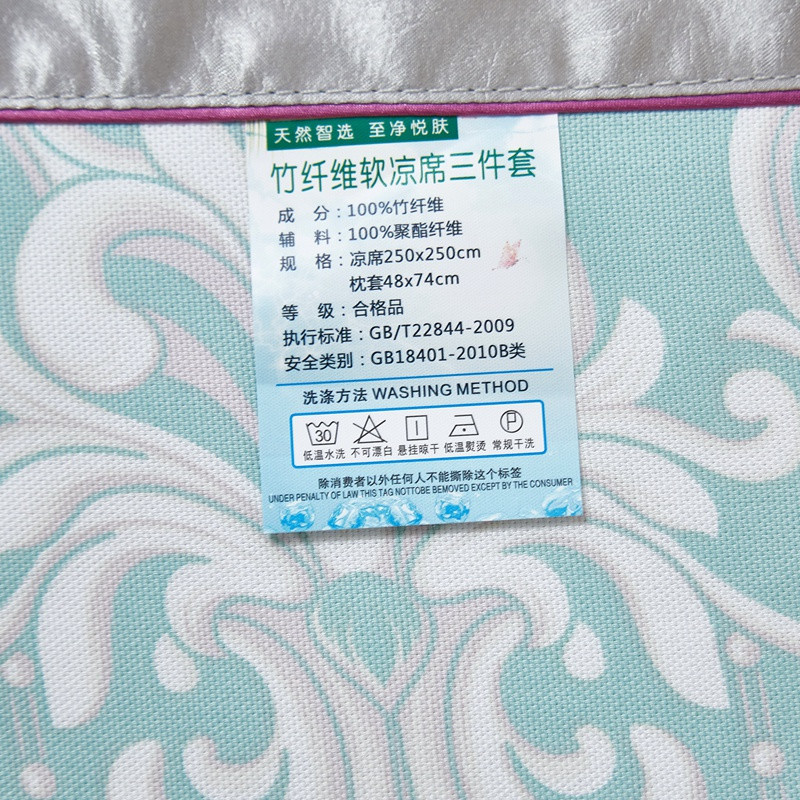 天然智选 至净悦肤
竹纤维软凉席三件套
成 分：100%竹纤维
辅 料：100%聚酯纤维
规 格：凉席250x250cm
枕套48x74cm
等 级：合格品
执行标准：GB/T22844-2009
安全类别：GB18401-2010B类
洗涤方法 WASHING METHOD
30 P
低温水洗 不可漂白 悬挂晾干 低温熨烫 常规干洗
除消费者以外任何人不能撕除这个标签
UNDER PENALTY OF LAW THIS TAG NOTTOBE BEMOVED EXCEPT BY THE CONSUMER